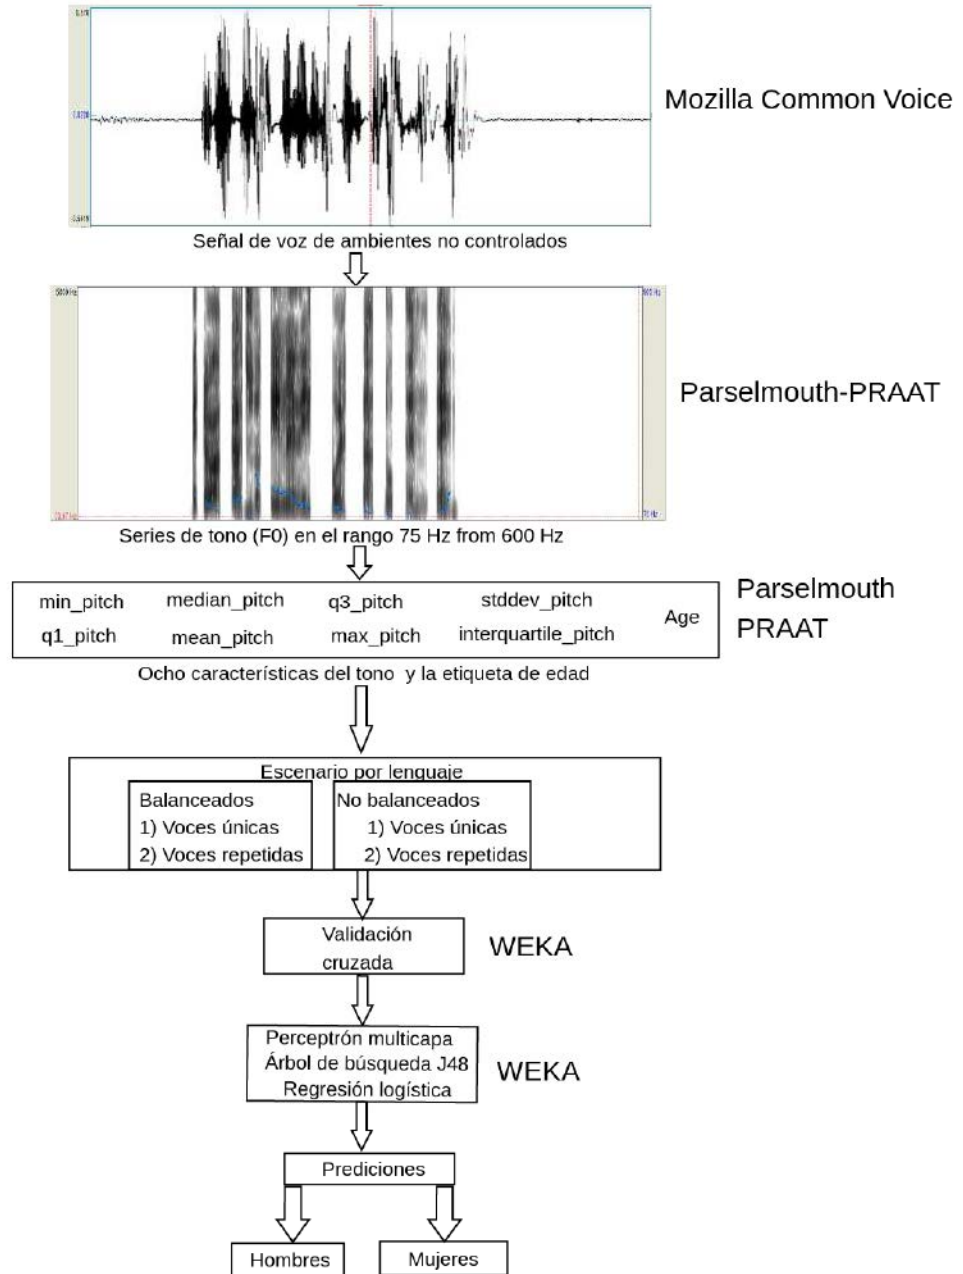 Mozilla Common Voice
Señal de voz de ambientes no controlados
Parselmouth-PRAAT
Series de tono (F0) en el rango 75 Hz from 600 Hz
min_pitch median_pitch q3_pitch stddev_pitch
Age
q1_pitch mean_pitch max_pitch interquartile_pitch
Parselmouth
PRAAT
Ocho características del tono y la etiqueta de edad
Escenario por lenguaje
Balanceados
1) Voces únicas
2) Voces repetidas
No balanceados
1) Voces únicas
2) Voces repetidas
Validación
cruzada
WEKA
Perceptrón multicapa
Árbol de búsqueda J48
Regresión logística
WEKA
Prediciones
Hombres
Mujeres